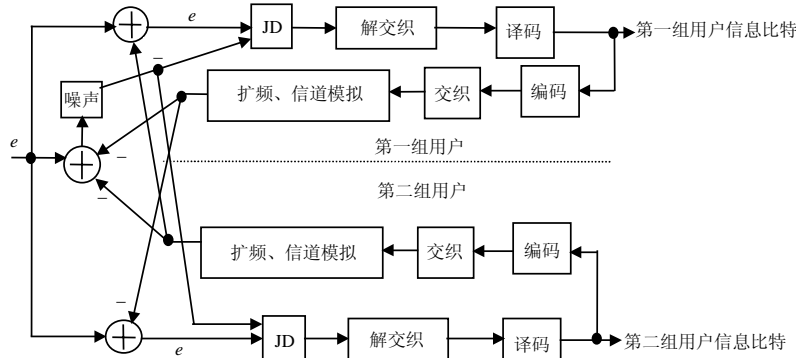 e
JD
解交织
译码
第一组用户信息比特
−
噪声
扩频、信道模拟
交织
编码
e
−
第一组用户
−
第二组用户
扩频、信道模拟
交织
编码
−
e
JD
解交织
译码
第二组用户信息比特